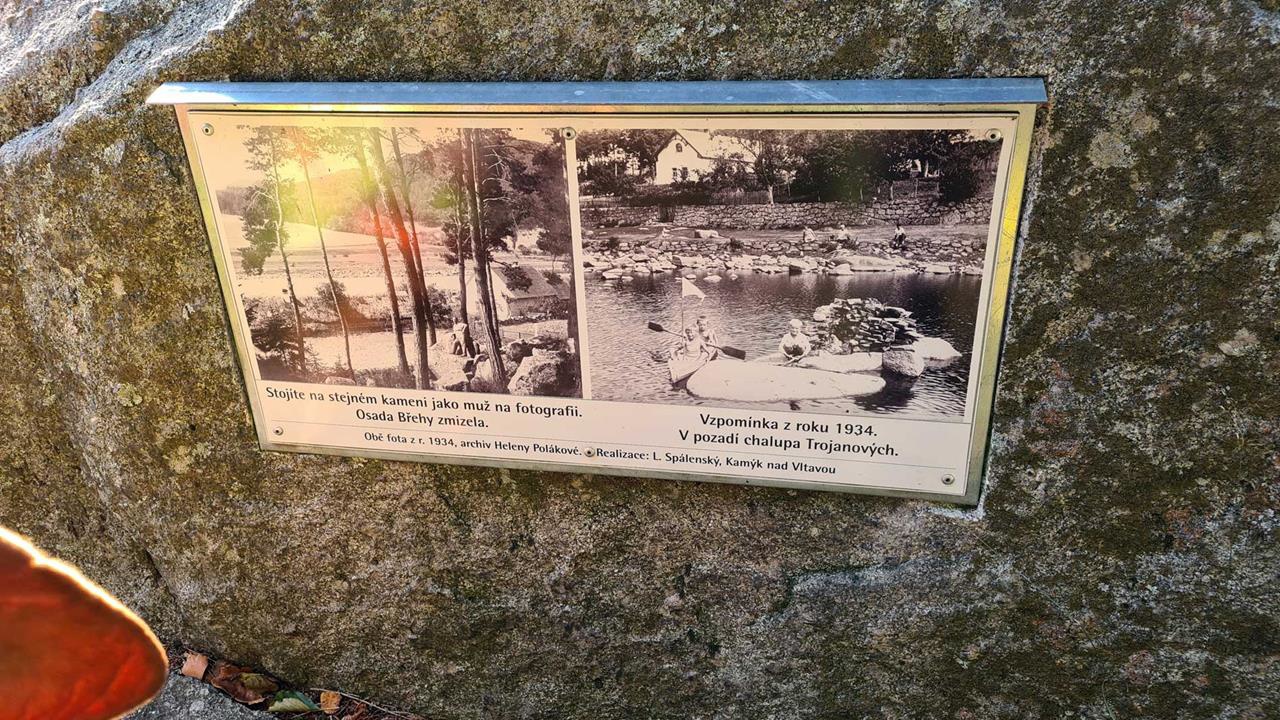 Stojíte na stejném kameni jako muž na fotografii.
Osada Břehy zmizela.
Vzpomínka z roku 1934.
V pozadí chalupa Trojanových.
Obě fota z r. 1934, archiv Heleny Polákové. Realizace: L. Spálenský, Kamýk nad Vltavou